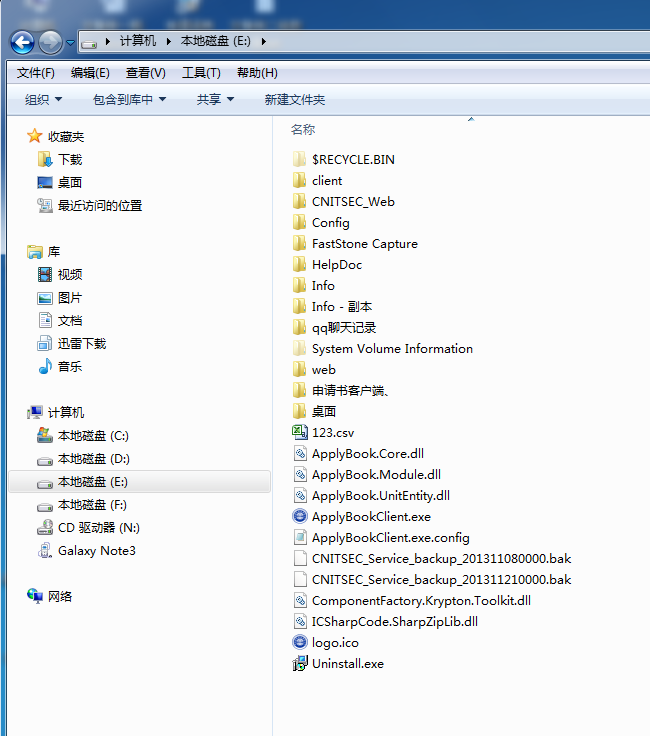 计算机 本地磁盘 (E:)
文件(F) 编辑(E) 查看(V) 工具(T) 帮助(H)
组织 包含到库中 共享 新建文件夹
收藏夹
下载
桌面
最近访问的位置
库
视频
图片
文档
迅雷下载
音乐
计算机
本地磁盘 (C:)
本地磁盘 (D:)
本地磁盘 (E:)
本地磁盘 (F:)
CD 驱动器 (N:)
Galaxy Note3
网络
名称
$RECYCLE.BIN
client
CNITSEC_Web
Config
FastStone Capture
HelpDoc
Info
Info - 副本
qq聊天记录
System Volume Information
web
申请书客户端、
桌面
123.csv
ApplyBook.Core.dll
ApplyBook.Module.dll
ApplyBook.UnitEntity.dll
ApplyBookClient.exe
ApplyBookClient.exe.config
CNITSEC_Service_backup_201311080000.bak
CNITSEC_Service_backup_201311210000.bak
ComponentFactory.Krypton.Toolkit.dll
ICSharpCode.SharpZipLib.dll
logo.ico
Uninstall.exe